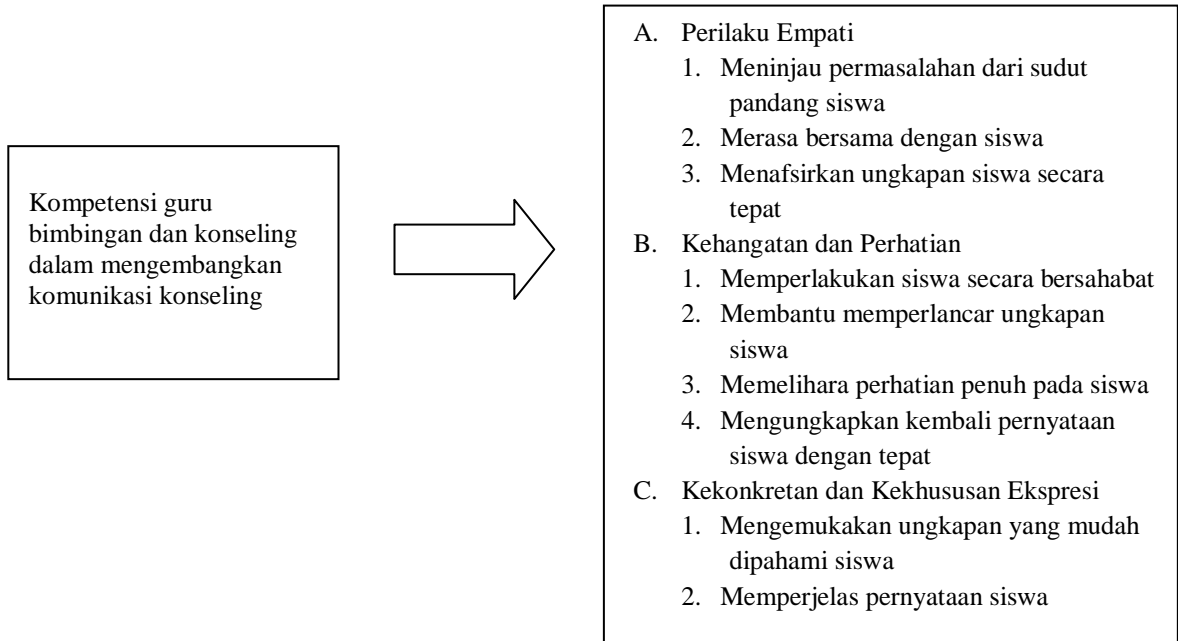 Kompetensi guru
bimbingan dan konseling
dalam mengembangkan
komunikasi konseling
A. Perilaku Empati
1. Meninjau permasalahan dari sudut
pandang siswa
2. Merasa bersama dengan siswa
3. Menafsirkan ungkapan siswa secara
tepat
B. Kehangatan dan Perhatian
1. Memperlakukan siswa secara bersahabat
2. Membantu memperlancar ungkapan
siswa
3. Memelihara perhatian penuh pada siswa
4. Mengungkapkan kembali pernyataan
siswa dengan tepat
C. Kekonkretan dan Kekhususan Ekspresi
1. Mengemukakan ungkapan yang mudah
dipahami siswa
2. Memperjelas pernyataan siswa